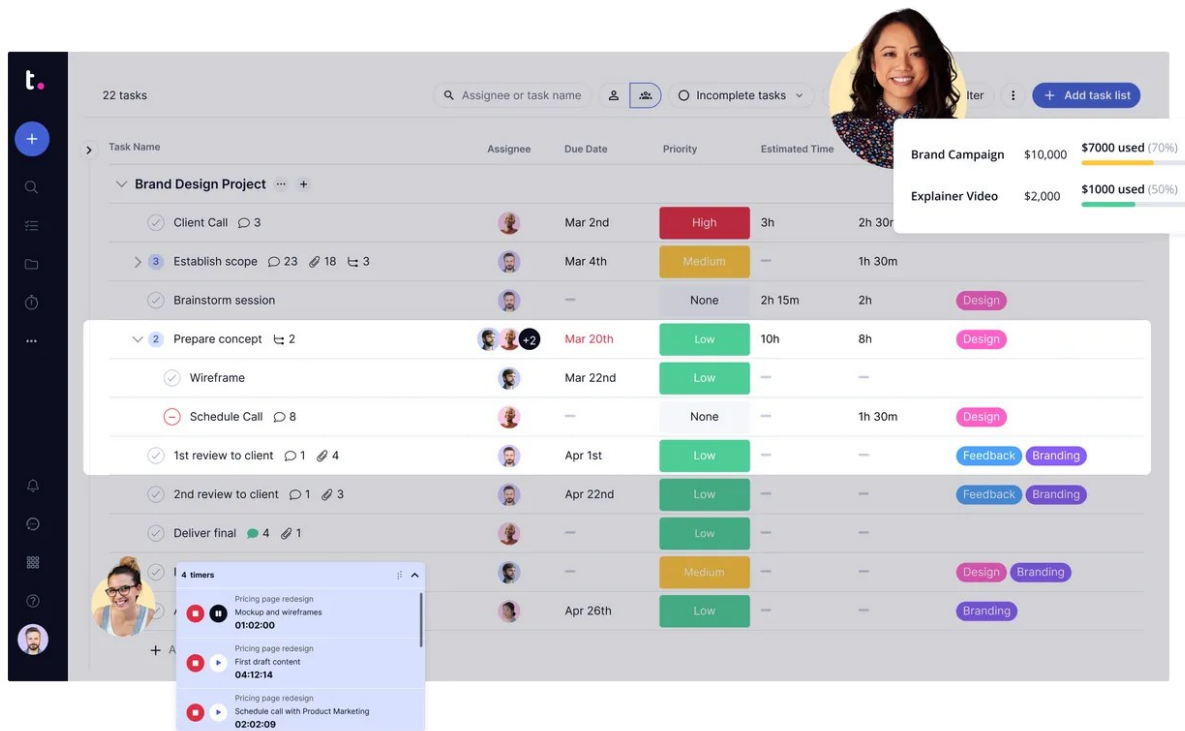 t.
22 tasks
Assignee or task name
Incomplete tasks
Add task list
Task Name
Assignee
Due Date
Priority
Estimated Time
Brand Campaign $10,000 $7000 used (70%)
Explainer Video $2,000 $1000 used (50%)
Brand Design Project
Client Call 3 Mar 2nd High 3h
Establish scope 23 18 3 Mar 4th Medium 1h 30m
3
Brainstorm session None 2h 15m 2h Design
2 Prepare concept 2 +2 Mar 20th Low 10h 8h Design
Wireframe Mar 22nd Low
Schedule Call 8 None 1h 30m Design
1st review to client 1 4 Apr 1st Low Feedback Branding
2nd review to client 1 3 Apr 22nd Low Feedback Branding
Deliver final 4 1 Low
Medium Design Branding
Apr 26th Low Branding
4 timers
Pricing page redesign
Mockup and wireframes
01:02:00
Pricing page redesign
First draft content
04:12:14
Pricing page redesign
Schedule call with Product Marketing
02:02:09